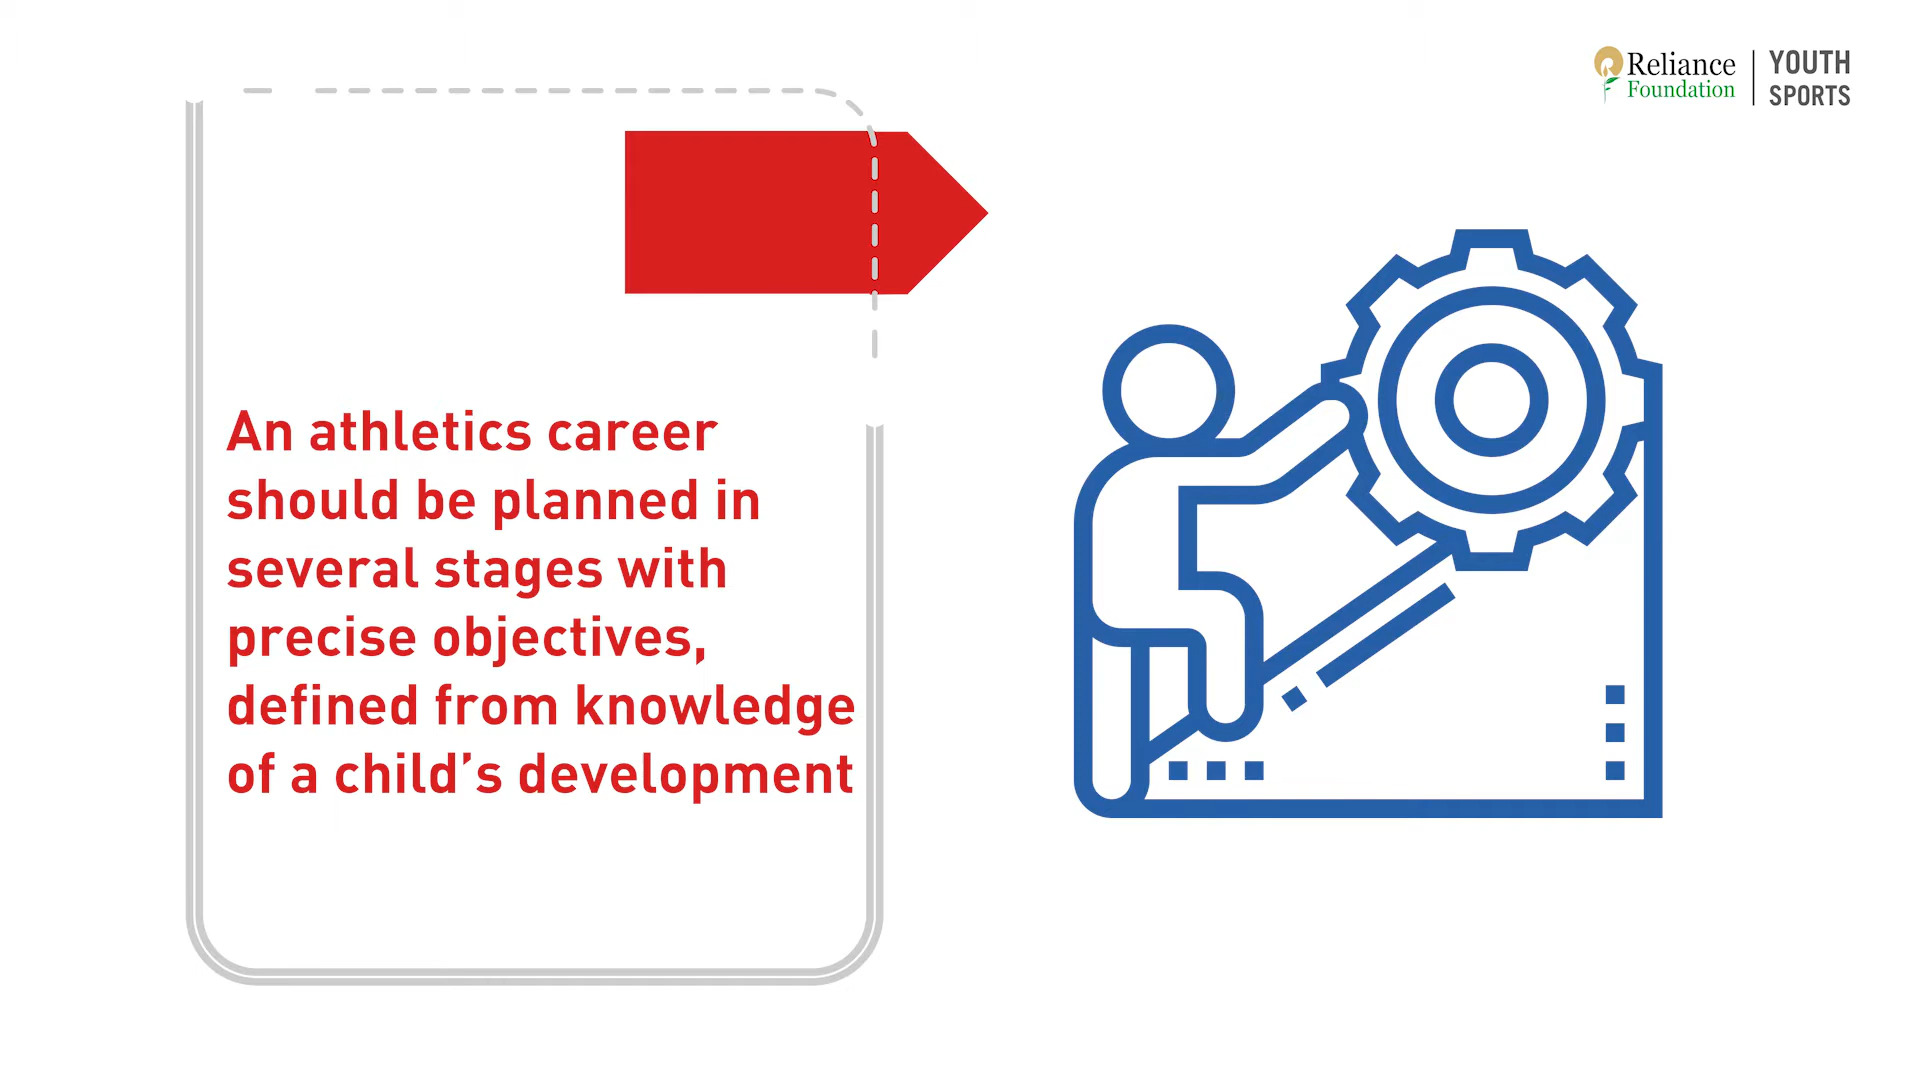 Reliance
Foundation
YOUTH
SPORTS
An athletics career
should be planned in
several stages with
precise objectives,
defined from knowledge
of a child’s development